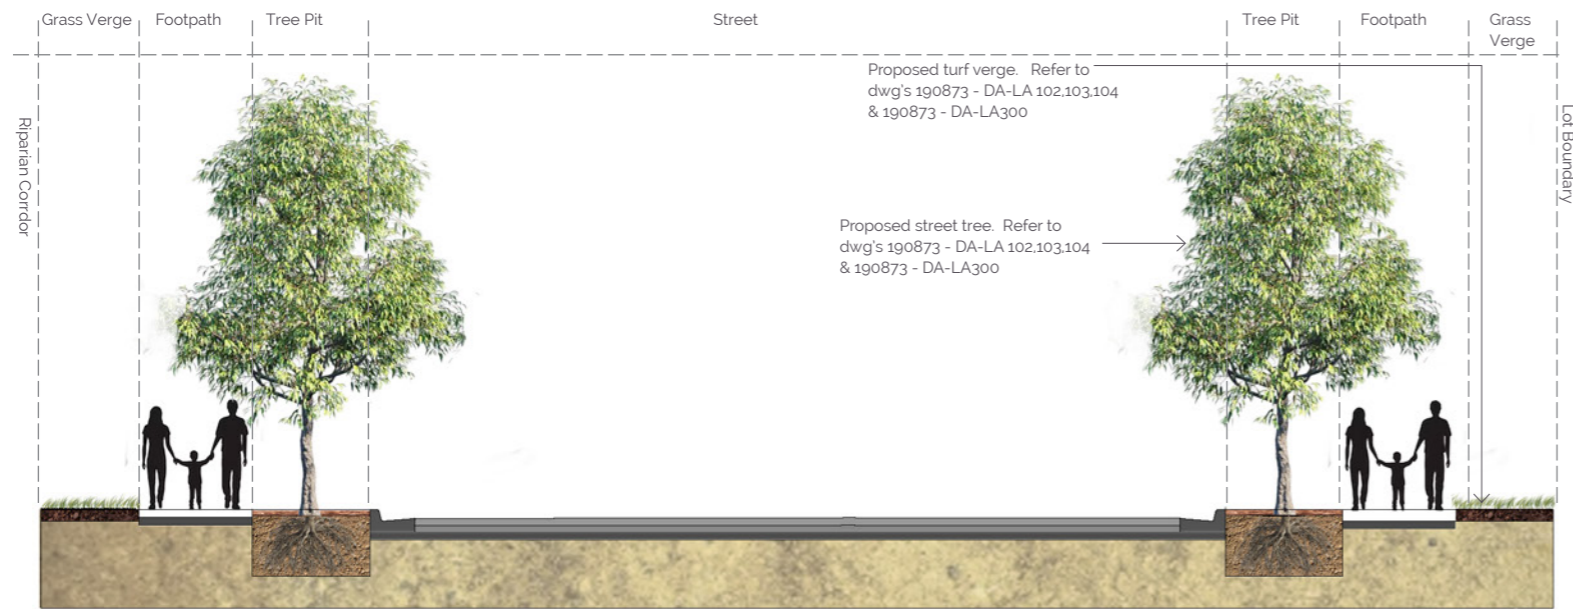 Grass Verge
Footpath
Tree Pit
Street
Tree Pit
Footpath
Grass
Verge
Proposed turf verge. Refer to
dwg's 190873 - DA-LA 102,103,104
& 190873 - DA-LA300
Riparian Corrdor
Lot Boundary
Proposed street tree. Refer to
dwg's 190873 - DA-LA 102,103,104
& 190873 - DA-LA300